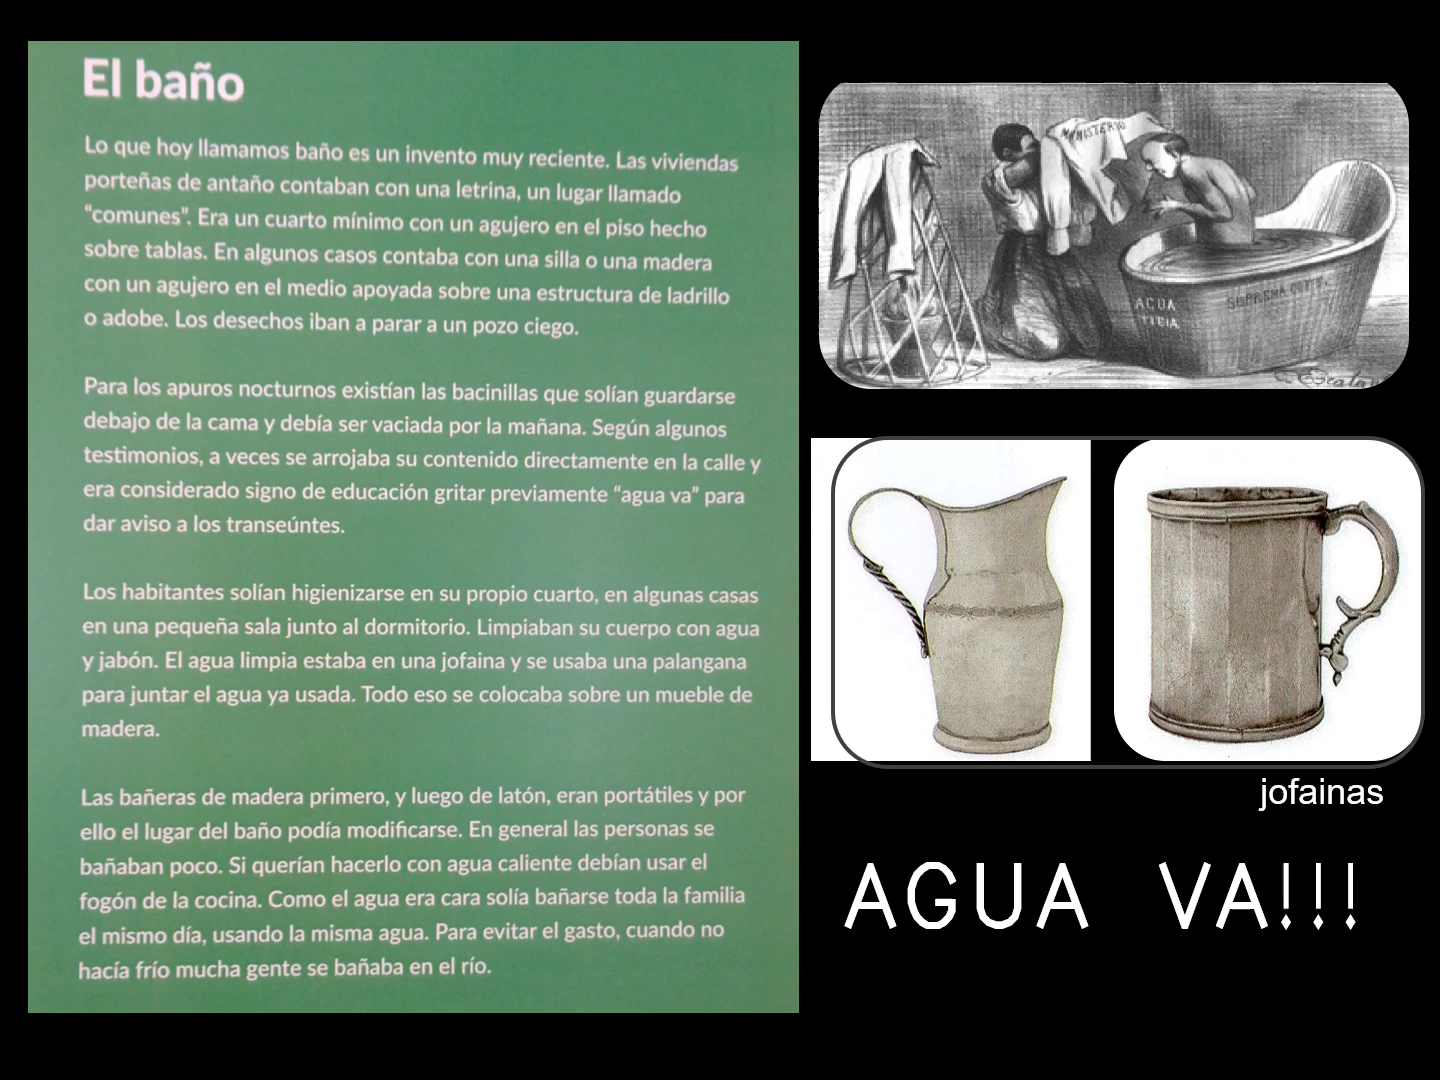 El baño
Lo que hoy llamamos baño es un invento muy reciente. Las viviendas
porteñas de antaño contaban con una letrina, un lugar llamado
“comunes”. Era un cuarto mínimo con un agujero en el piso hecho
sobre tablas. En algunos casos contaba con una silla o una madera
con un agujero en el medio apoyada sobre una estructura de ladrillo
o adobe. Los desechos iban a parar a un pozo ciego.
Para los apuros nocturnos existían las bacinillas que solían guardarse
debajo de la cama y debía ser vaciada por la mañana. Según algunos
testimonios, a veces se arrojaba su contenido directamente en la calle y
era considerado signo de educación gritar previamente “agua va” para
dar aviso a los transeúntes.
Los habitantes solían higienizarse en su propio cuarto, en algunas casas
en una pequeña sala junto al dormitorio. Limpiaban su cuerpo con agua
y jabón. El agua limpia estaba en una jofaina y se usaba una palangana
para juntar el agua ya usada. Todo eso se colocaba sobre un mueble de
madera.
Las bañeras de madera primero, y luego de latón, eran portátiles y por
ello el lugar del baño podía modificarse. En general las personas se
bañaban poco. Si querían hacerlo con agua caliente debían usar el
fogón de la cocina. Como el agua era cara solía bañarse toda la familia
el mismo día, usando la misma agua. Para evitar el gasto, cuando no
hacía frío mucha gente se bañaba en el río.
MINISTERIO
AGUA
SUPREMA
jofainas
AGUA VA!!!